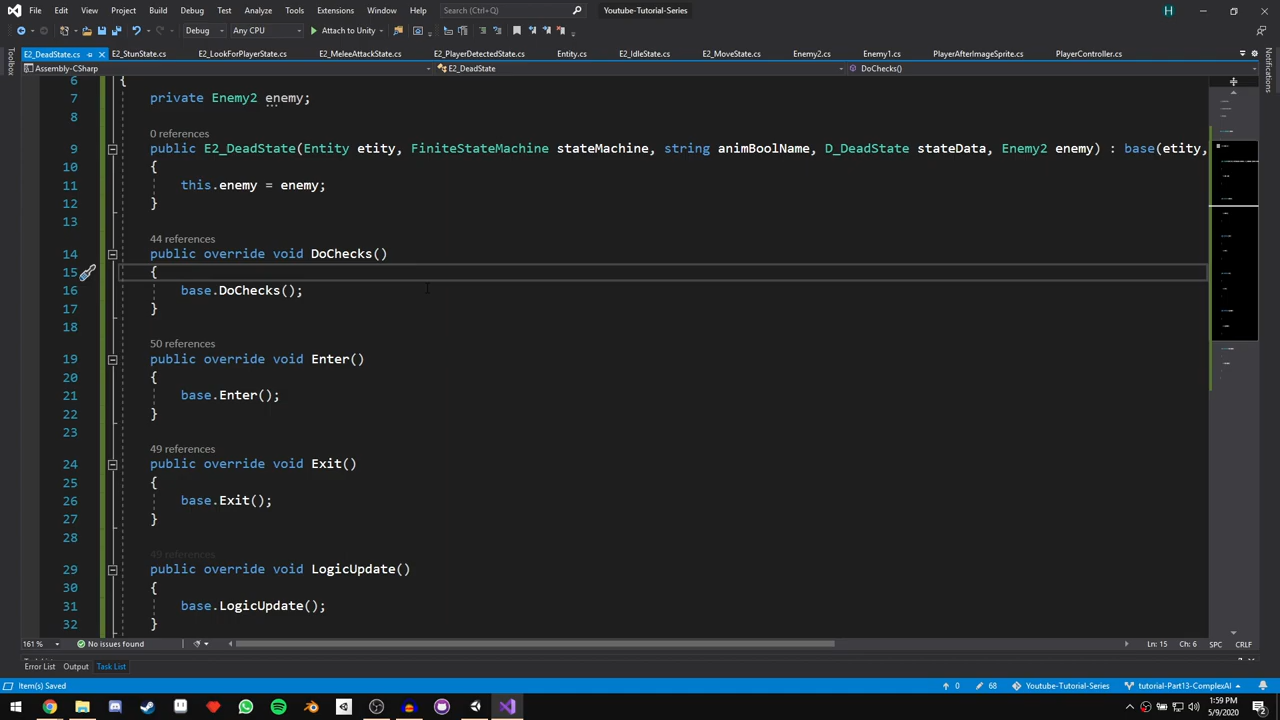 File Edit View Project Build Debug Test Analyze Tools Extensions Window Help Search (Ctrl+Q) Youtube-Tutorial-Series H
Debug Any CPU Attach to Unity
E2_DeadState.cs E2_StunState.cs E2_LookForPlayerState.cs E2_MeleeAttackState.cs E2_PlayerDetectedState.cs Entity.cs E2_IdleState.cs E2_MoveState.cs Enemy2.cs Enemy1.cs PlayerAfterImageSprite.cs PlayerController.cs
Assembly-CSharp E2_DeadState DoChecks()
Toolbox
Notifications
6 {
7 private Enemy2 enemy;
8
0 references
9 public E2_DeadState(Entity etity, FiniteStateMachine stateMachine, string animBoolName, D_DeadState stateData, Enemy2 enemy) : base(etity,
10 {
11 this.enemy = enemy;
12 }
13
44 references
14 public override void DoChecks()
15 {
16 base.DoChecks();
17 }
18
50 references
19 public override void Enter()
20 {
21 base.Enter();
22 }
23
49 references
24 public override void Exit()
25 {
26 base.Exit();
27 }
28
49 references
29 public override void LogicUpdate()
30 {
31 base.LogicUpdate();
32 }
161 % No issues found Ln: 15 Ch: 6 SPC CRLF
Error List Output Task List
Item(s) Saved 0 68 Youtube-Tutorial-Series tutorial-Part13-ComplexAI
1:59 PM
5/9/2020